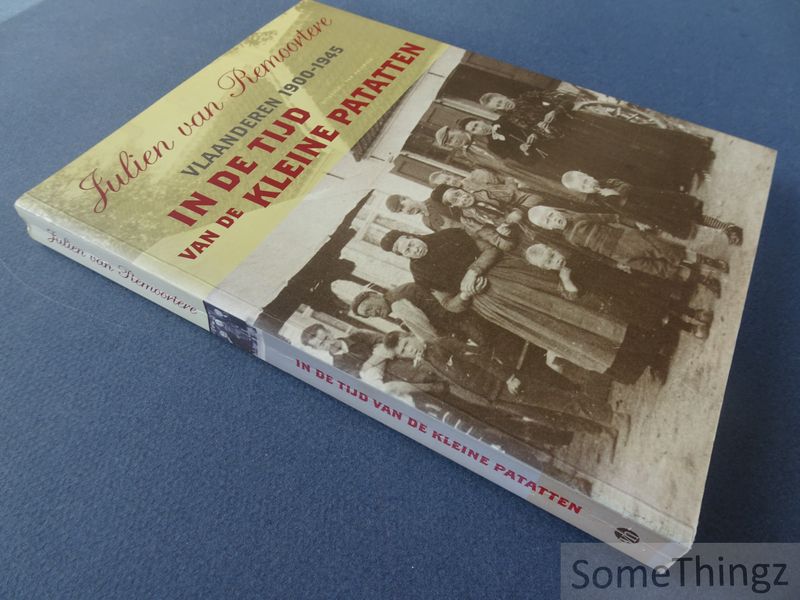 Julien van Remoortere
VLAANDEREN 1900-1945
IN DE TIJD
VAN DE KLEINE PATATTEN
Julien van Remoortere
IN DE TIJD VAN DE KLEINE PATATTEN
SomeThingz